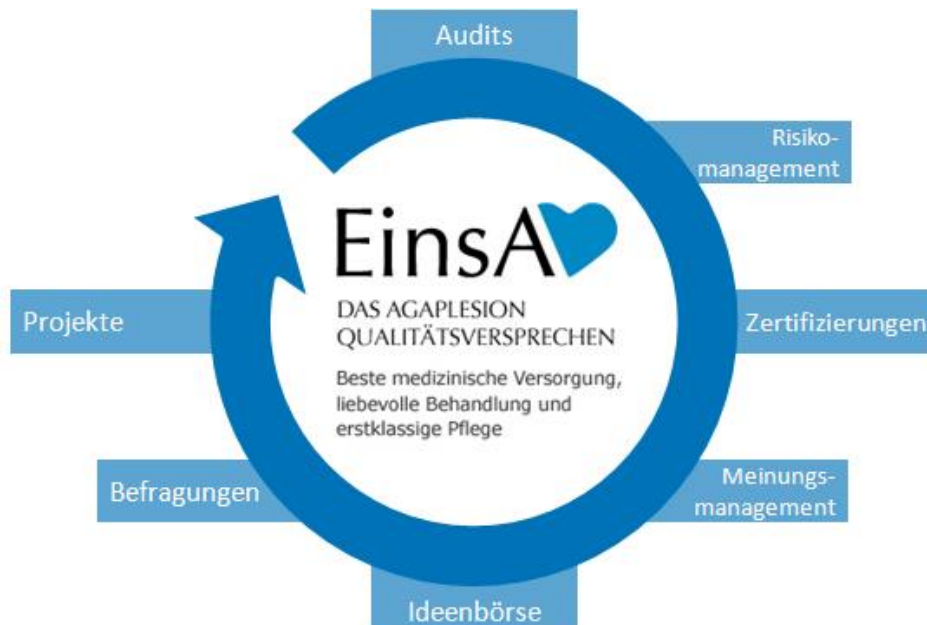 Audits
Risiko-
management
Zertifizierungen
Meinungs-
management
Ideenbörse
Befragungen
Projekte
EinsA
DAS AGAPLESION
QUALITÄTSVERSPRECHEN
Beste medizinische Versorgung,
liebevolle Behandlung und
erstklassige Pflege